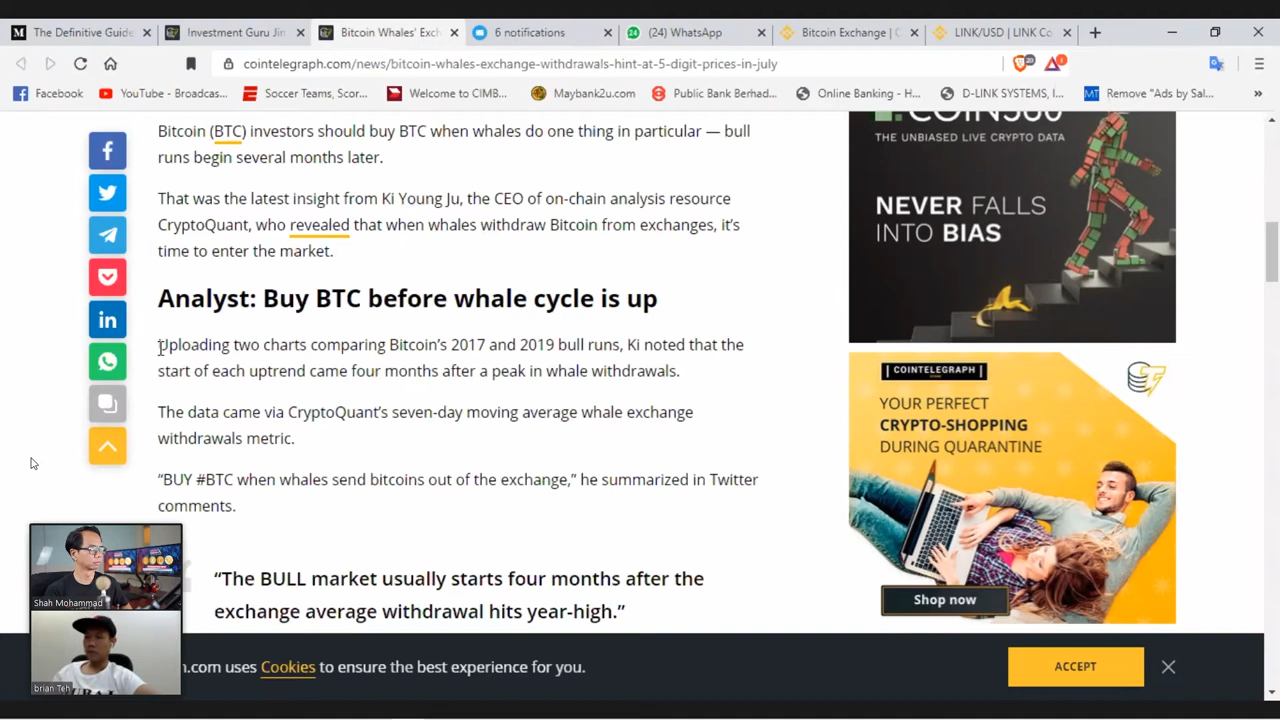 The Definitive Guide
Investment Guru Jin
Bitcoin Whales' Exch
6 notifications
24
(24) WhatsApp
Bitcoin Exchange | C
LINK/USD | LINK Co
cointelegraph.com/news/bitcoin-whales-exchange-withdrawals-hint-at-5-digit-prices-in-july
20
1
Facebook
YouTube - Broadcas...
Soccer Teams, Scor...
Welcome to CIMB...
Maybank2u.com
Public Bank Berhad...
Online Banking - H...
D-LINK SYSTEMS, I...
MT
Remove "Ads by Sal...
Bitcoin (BTC) investors should buy BTC when whales do one thing in particular — bull
runs begin several months later.
That was the latest insight from Ki Young Ju, the CEO of on-chain analysis resource
CryptoQuant, who revealed that when whales withdraw Bitcoin from exchanges, it's
time to enter the market.
Analyst: Buy BTC before whale cycle is up
Uploading two charts comparing Bitcoin's 2017 and 2019 bull runs, Ki noted that the
start of each uptrend came four months after a peak in whale withdrawals.
The data came via CryptoQuant's seven-day moving average whale exchange
withdrawals metric.
“BUY #BTC when whales send bitcoins out of the exchange,” he summarized in Twitter
comments.
“The BULL market usually starts four months after the
exchange average withdrawal hits year-high.”
COIN360
THE UNBIASED LIVE CRYPTO DATA
NEVER FALLS
INTO BIAS
COINTELEGRAPH
YOUR PERFECT
CRYPTO-SHOPPING
DURING QUARANTINE
Shop now
Shah Mohammad
brian Teh
n.com uses Cookies to ensure the best experience for you.
ACCEPT